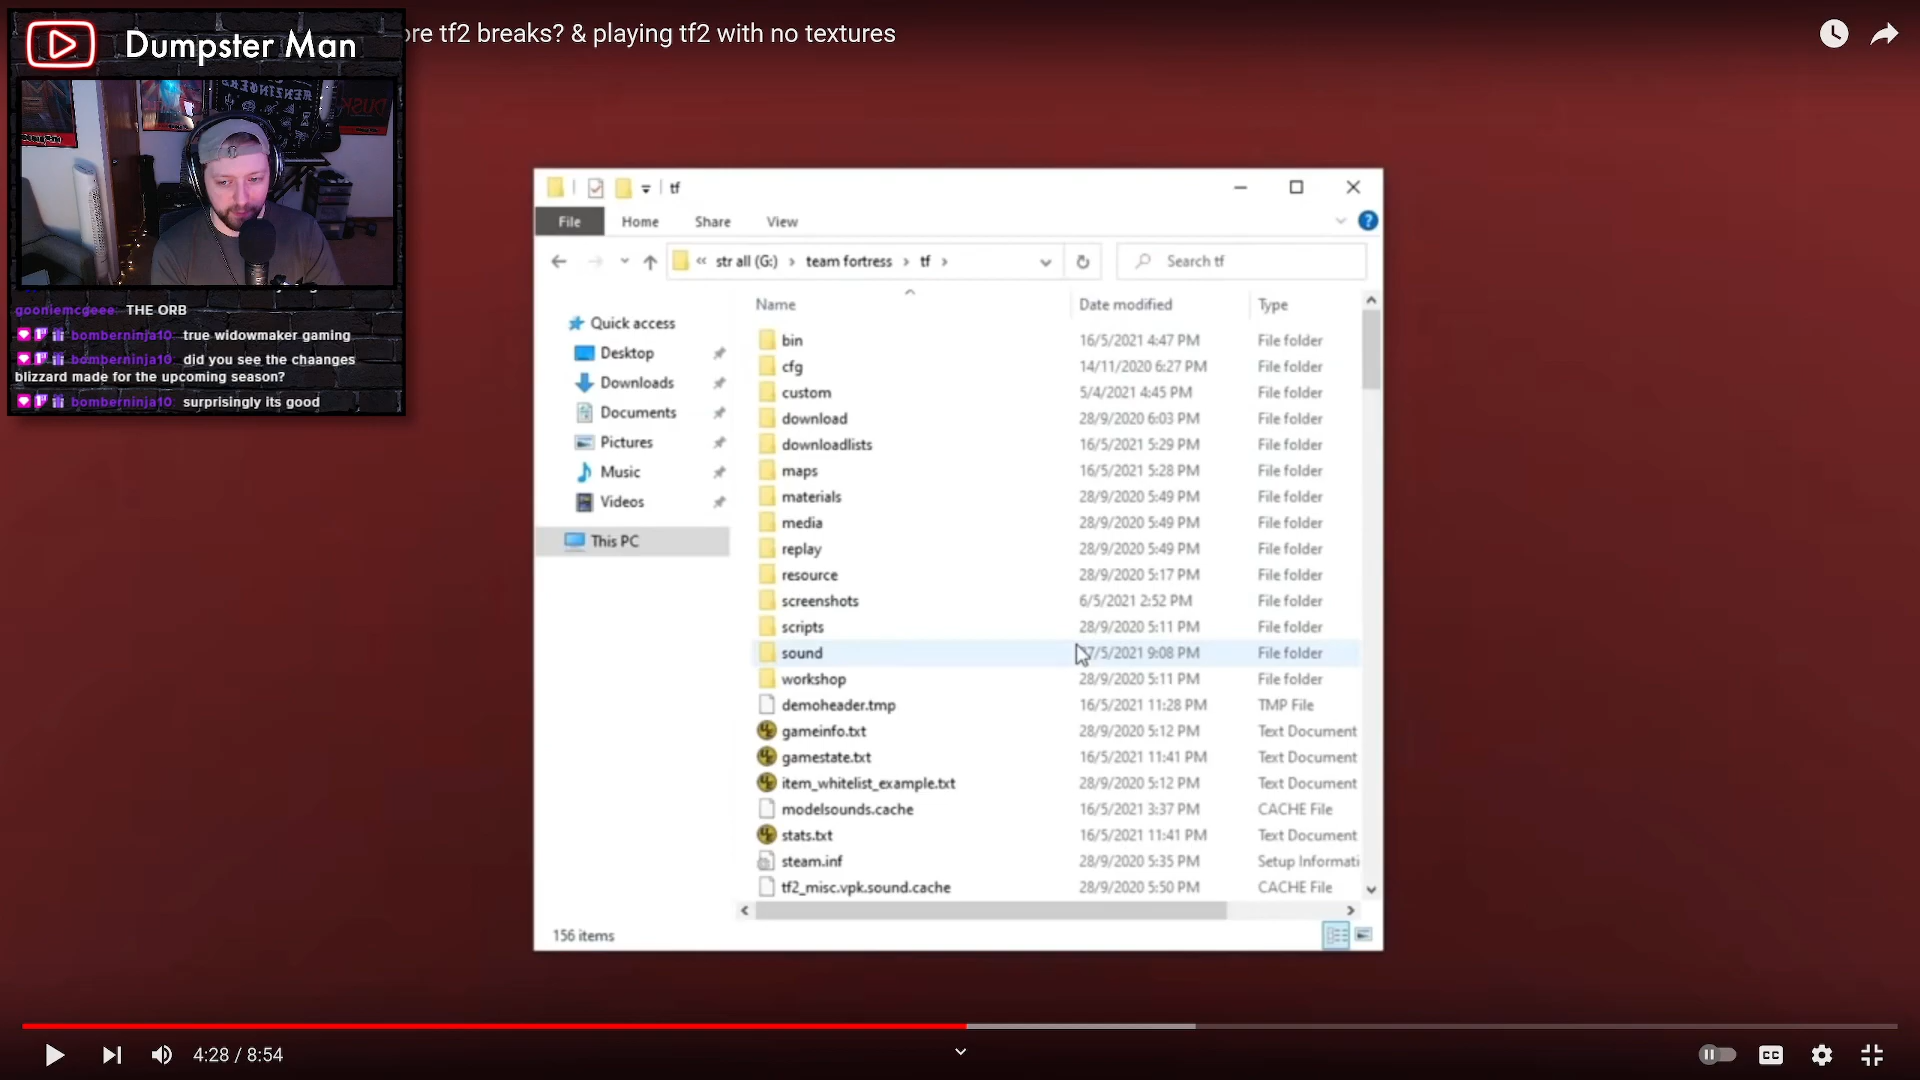 Dumpster Man
ore tf2 breaks? & playing tf2 with no textures
gooniemcgeee: THE ORB
bomberninja10 true widowmaker gaming
bomberninja10 did you see the chaanges
blizzard made for the upcoming season?
bomberninja10 surprisingly its good
tf
File Home Share View
« str all (G:) › team fortress › tf ›
Search tf
Quick access
Desktop
Downloads
Documents
Pictures
Music
Videos
This PC
Name Date modified Type
bin 16/5/2021 4:47 PM File folder
cfg 14/11/2020 6:27 PM File folder
custom 5/4/2021 4:45 PM File folder
download 28/9/2020 6:03 PM File folder
downloadlists 16/5/2021 5:29 PM File folder
maps 16/5/2021 5:28 PM File folder
materials 28/9/2020 5:49 PM File folder
media 28/9/2020 5:49 PM File folder
replay 28/9/2020 5:49 PM File folder
resource 28/9/2020 5:17 PM File folder
screenshots 6/5/2021 2:52 PM File folder
scripts 28/9/2020 5:11 PM File folder
sound 7/5/2021 9:08 PM File folder
workshop 28/9/2020 5:11 PM File folder
demoheader.tmp 16/5/2021 11:28 PM TMP File
gameinfo.txt 28/9/2020 5:12 PM Text Document
gamestate.txt 16/5/2021 11:41 PM Text Document
item_whitelist_example.txt 28/9/2020 5:12 PM Text Document
modelsounds.cache 16/5/2021 3:37 PM CACHE File
stats.txt 16/5/2021 11:41 PM Text Document
steam.inf 28/9/2020 5:35 PM Setup Informati
tf2_misc.vpk.sound.cache 28/9/2020 5:50 PM CACHE File
156 items
4:28 / 8:54
CC